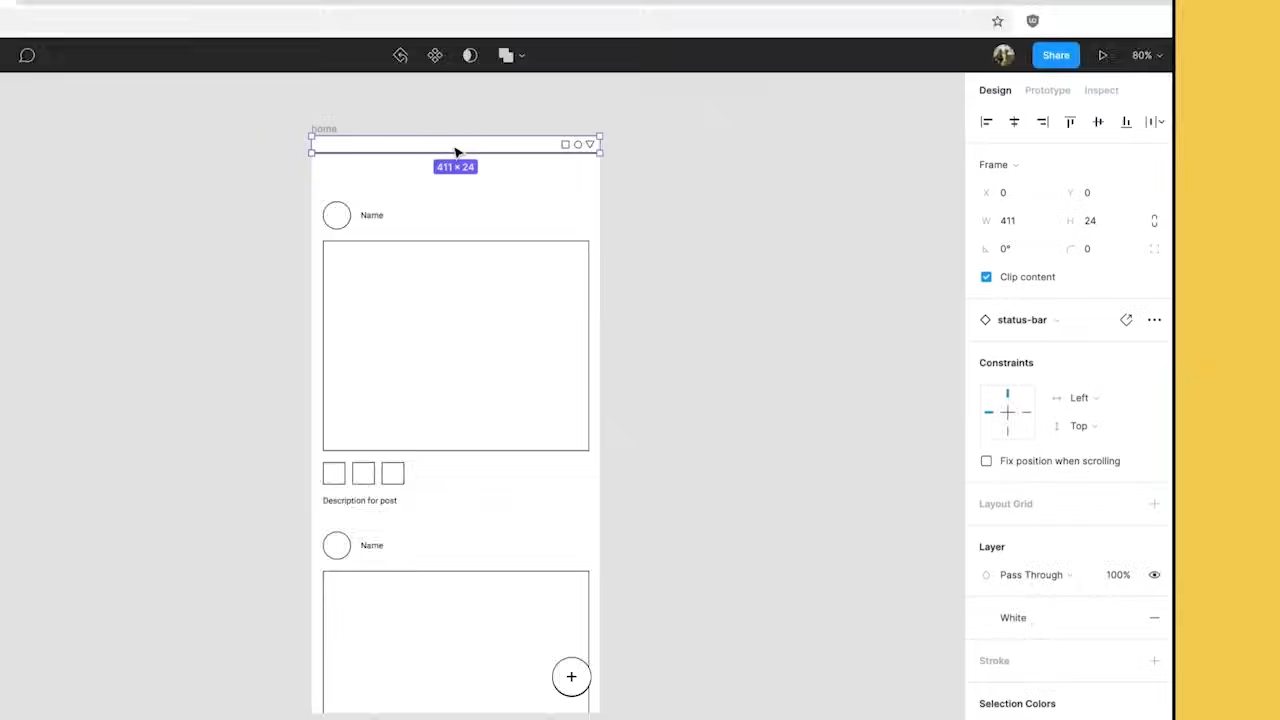 Share
80%
Design Prototype Inspect
home
411 × 24
Frame
X 0 Y 0
W 411 H 24
0° 0
Clip content
Name
status-bar
Constraints
Left
Top
Fix position when scrolling
Description for post
Layout Grid
Name
Layer
Pass Through 100%
White
Stroke
+
Selection Colors